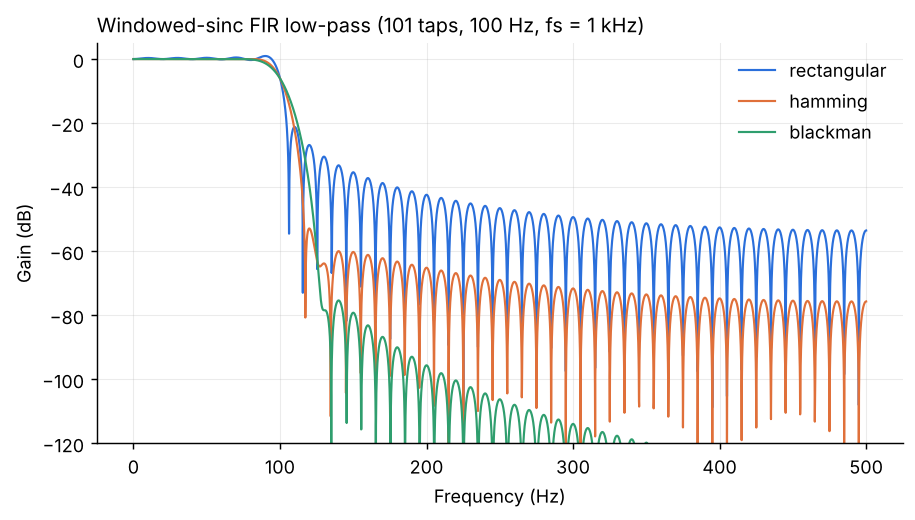 Windowed-sinc FIR low-pass (101 taps, 100 Hz, fs = 1 kHz)
rectangular
hamming
blackman
Gain (dB)
0
−20
−40
−60
−80
−100
−120
0 100 200 300 400 500
Frequency (Hz)